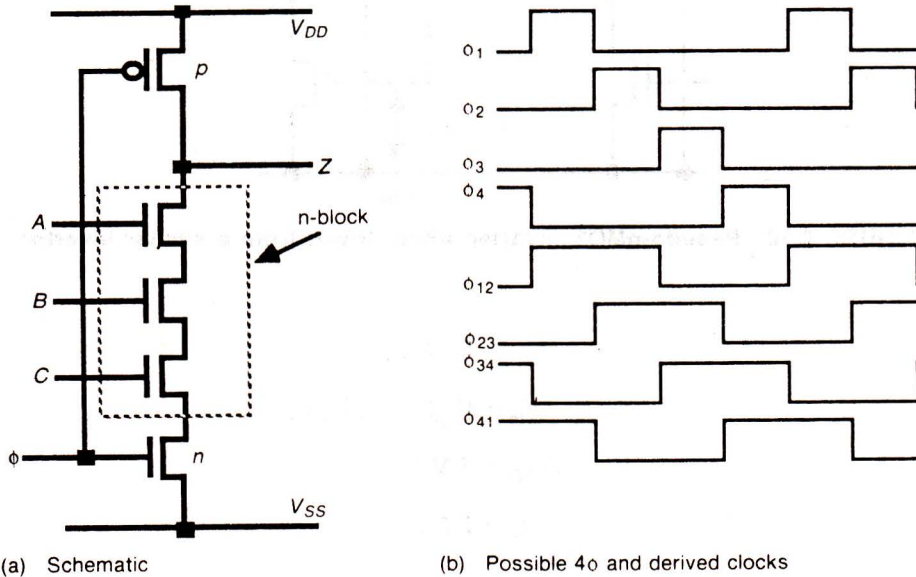 V_DD
p
Z
n-block
A
B
C
ϕ
n
V_SS
(a) Schematic
ϕ1
ϕ2
ϕ3
ϕ4
ϕ12
ϕ23
ϕ34
ϕ41
(b) Possible 4ϕ and derived clocks